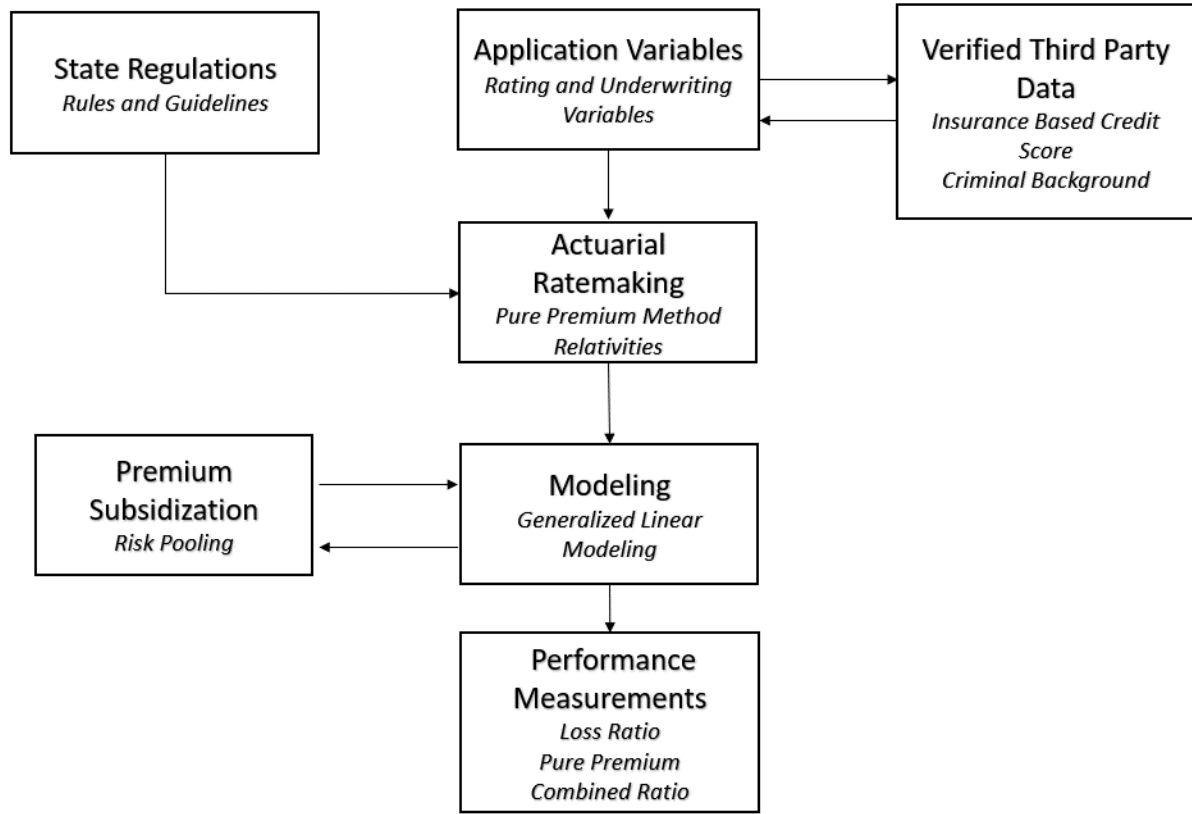 State Regulations
Rules and Guidelines
Application Variables
Rating and Underwriting
Variables
Verified Third Party
Data
Insurance Based Credit
Score
Criminal Background
Actuarial
Ratemaking
Pure Premium Method
Relativities
Premium
Subsidization
Risk Pooling
Modeling
Generalized Linear
Modeling
Performance
Measurements
Loss Ratio
Pure Premium
Combined Ratio